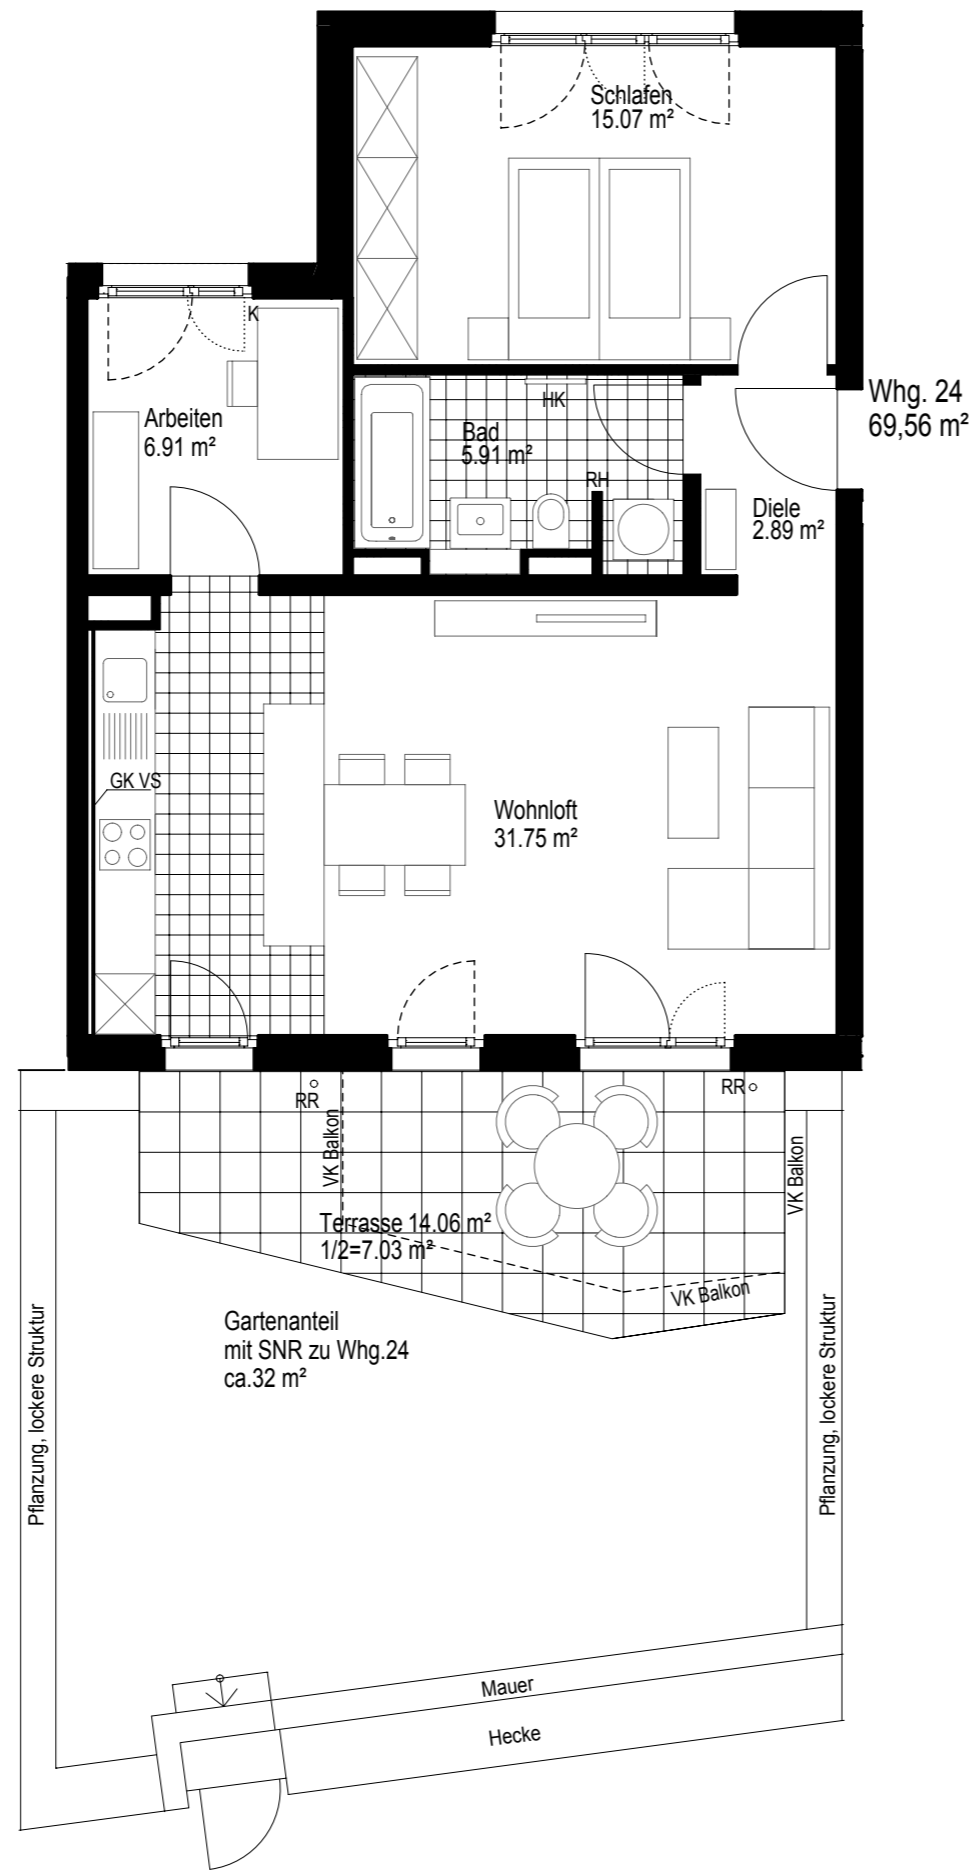 Schlafen
15.07 m²
K
Arbeiten
6.91 m²
HK
Bad
5.91 m²
RH
Whg. 24
69,56 m²
Diele
2.89 m²
GK VS
Wohnloft
31.75 m²
RR
RR
VK Balkon
VK Balkon
Terrasse 14.06 m²
1/2=7.03 m²
VK Balkon
Gartenanteil
mit SNR zu Whg.24
ca.32 m²
Pflanzung, lockere Struktur
Pflanzung, lockere Struktur
Mauer
Hecke